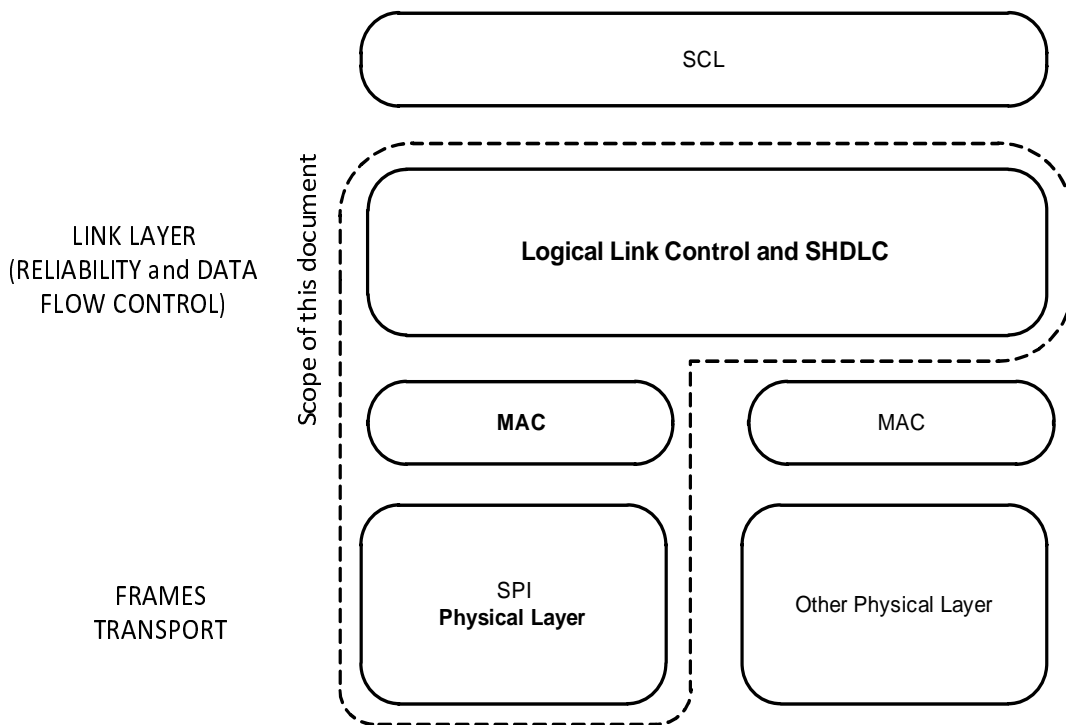 SCL
Scope of this document
LINK LAYER
(RELIABILITY and DATA
FLOW CONTROL)
Logical Link Control and SHDLC
MAC
MAC
FRAMES
TRANSPORT
SPI
Physical Layer
Other Physical Layer